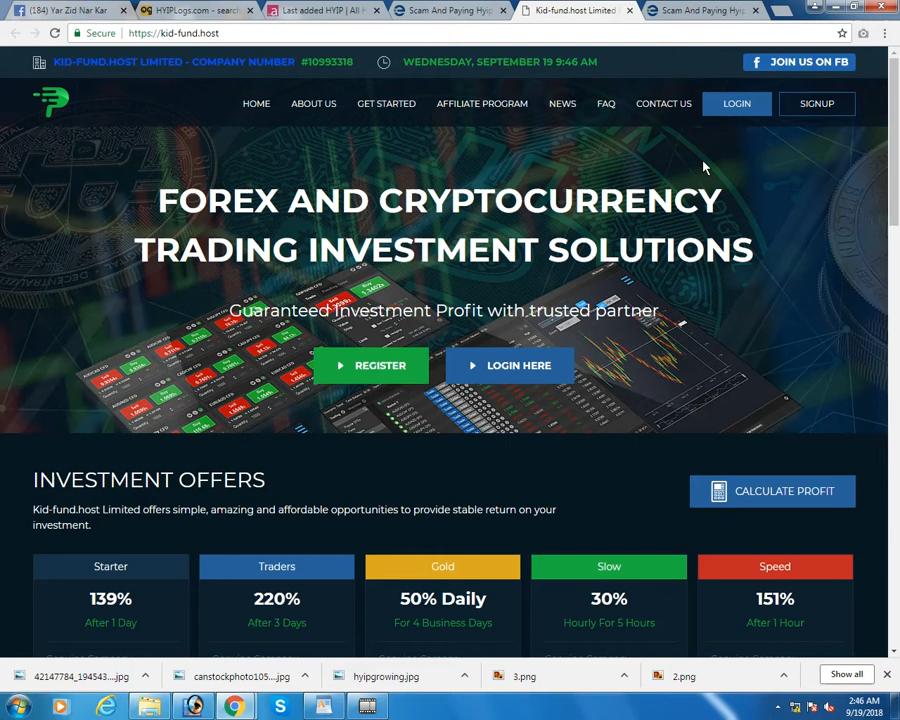 (184) Yar Zid Nar Kar
HYIPLogs.com - searc
Last added HYIP | All H
Scam And Paying Hyip
Kid-fund.host Limited
Scam And Paying Hyip
Secure | https://kid-fund.host
KID-FUND.HOST LIMITED - COMPANY NUMBER #10993318
WEDNESDAY, SEPTEMBER 19 9:46 AM
JOIN US ON FB
HOME
ABOUT US
GET STARTED
AFFILIATE PROGRAM
NEWS
FAQ
CONTACT US
LOGIN
SIGNUP
FOREX AND CRYPTOCURRENCY
TRADING INVESTMENT SOLUTIONS
Guaranteed Investment Profit with trusted partner
REGISTER
LOGIN HERE
INVESTMENT OFFERS
Kid-fund.host Limited offers simple, amazing and affordable opportunities to provide stable return on your
investment.
CALCULATE PROFIT
Starter
139%
After 1 Day
Traders
220%
After 3 Days
Gold
50% Daily
For 4 Business Days
Slow
30%
Hourly For 5 Hours
Speed
151%
After 1 Hour
42147784_194543....jpg
canstockphoto105....jpg
hyipgrowing.jpg
3.png
2.png
Show all
2:46 AM
9/19/2018